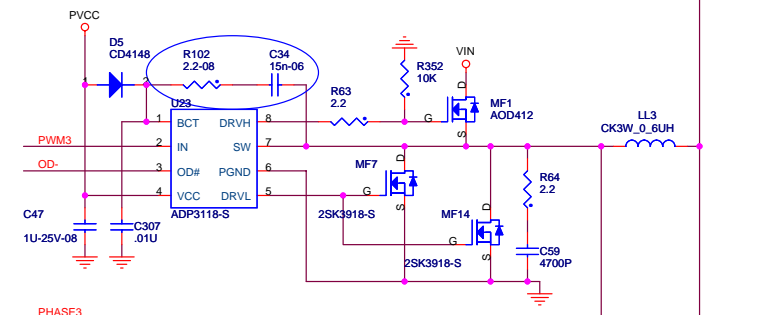 PVCC
D5
CD4148
R102
2.2-08
C34
15n-06
R352
10K
VIN
R63
2.2
MF1
AOD412
LL3
CK3W_0_6UH
1
2
U23
D
G
S
1
BCT
DRVH
8
PWM3
2
IN
SW
7
OD-
3
OD#
PGND
6
4
VCC
DRVL
5
ADP3118-S
MF7
D
G
S
2SK3918-S
R64
2.2
MF14
D
G
S
2SK3918-S
C47
1U-25V-08
C307
.01U
C59
4700P
PHASE3